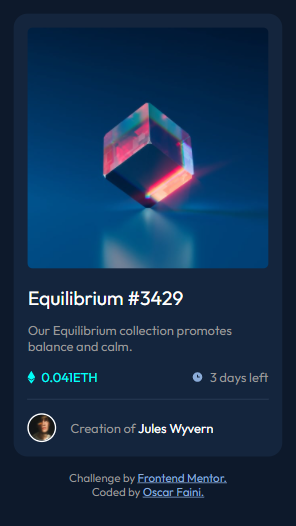 Equilibrium #3429
Our Equilibrium collection promotes
balance and calm.
0.041ETH
3 days left
Creation of Jules Wyvern
Challenge by Frontend Mentor.
Coded by Oscar Faini.